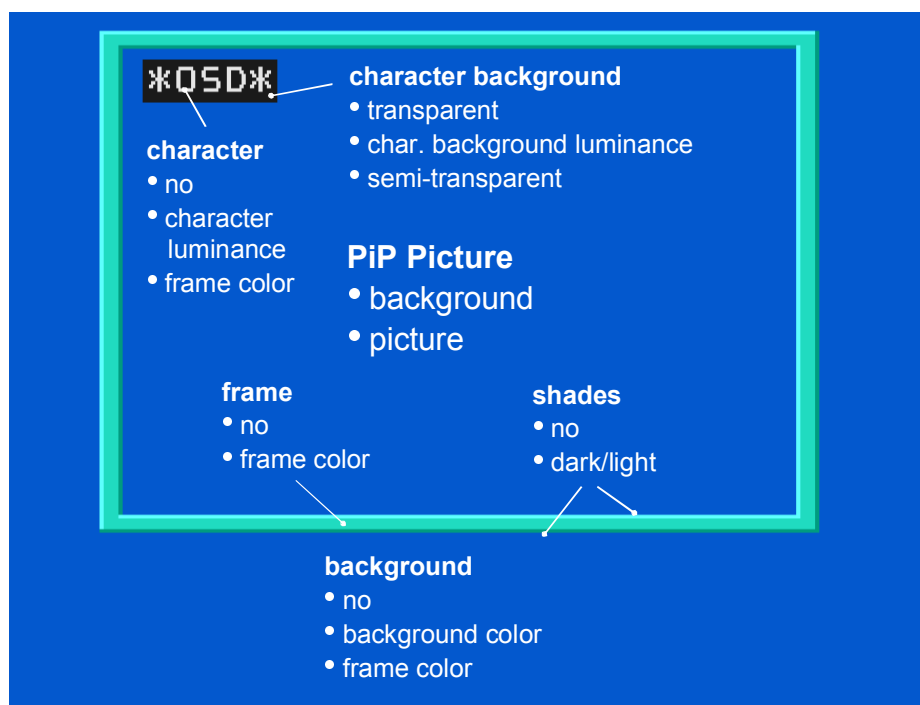 *OSD*
character background
• transparent
• char. background luminance
• semi-transparent
character
• no
• character
luminance
• frame color
PiP Picture
• background
• picture
frame
• no
• frame color
shades
• no
• dark/light
background
• no
• background color
• frame color